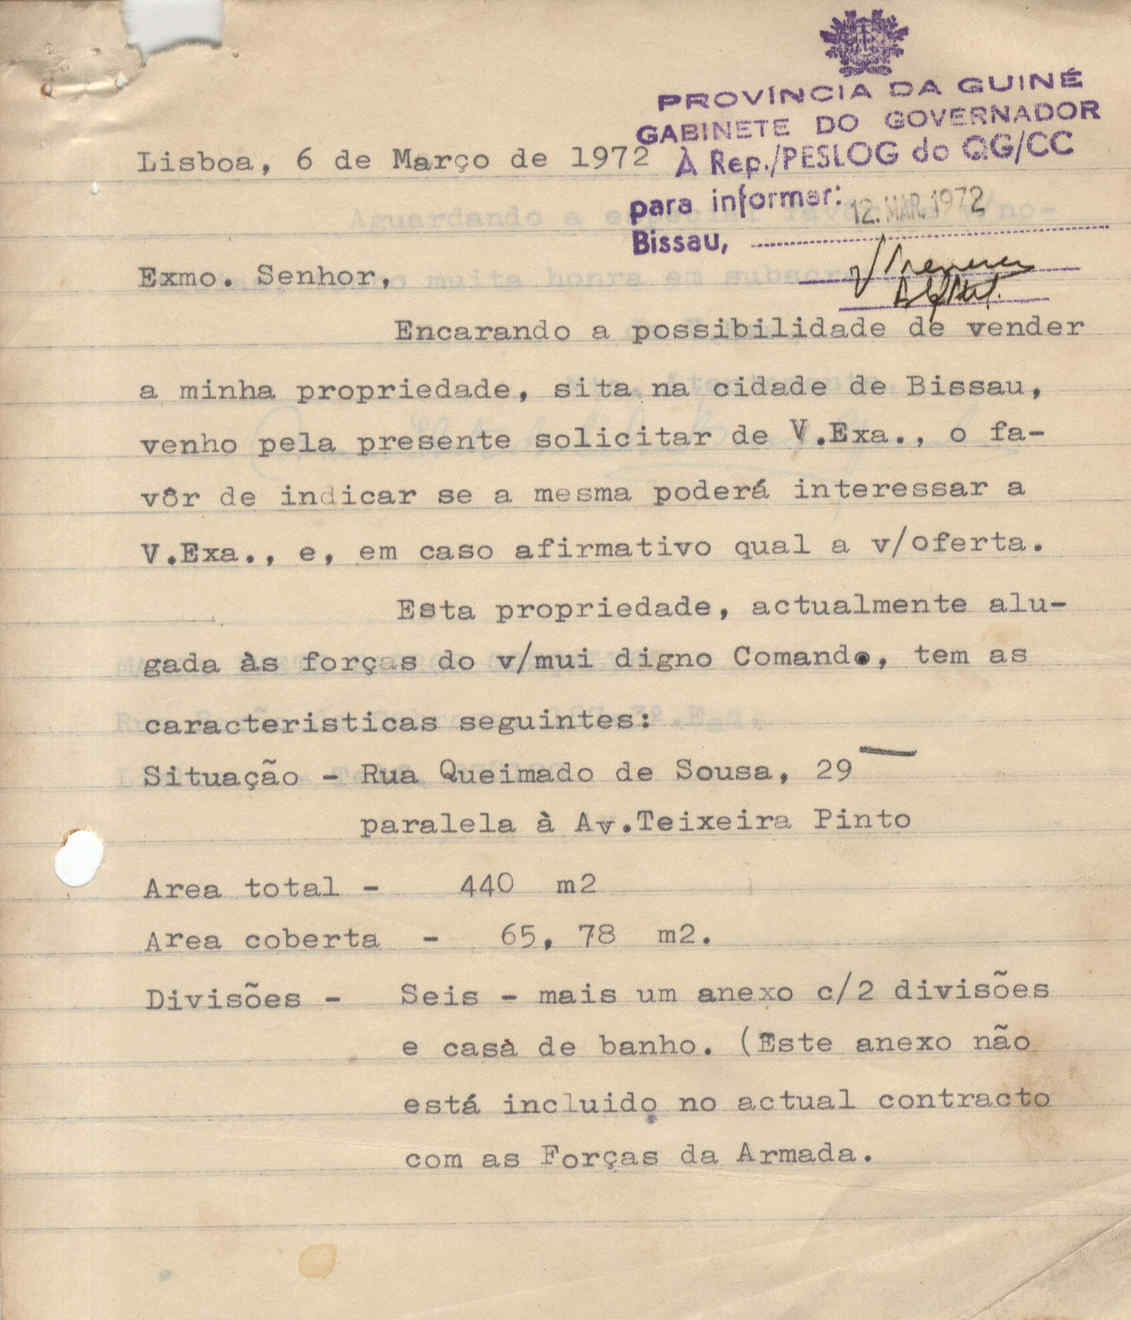 PROVÍNCIA DA GUINÉ
GABINETE DO GOVERNADOR
À Rep./PESLOG do QG/CC
para informar:
12. MAR. 1972
Bissau,
Lisboa, 6 de Março de 1972
Exmo. Senhor,
Encarando a possibilidade de vender
a minha propriedade, sita na cidade de Bissau,
venho pela presente solicitar de V.Exa., o fa-
vôr de indicar se a mesma poderá interessar a
V.Exa., e, em caso afirmativo qual a v/oferta.
Esta propriedade, actualmente alu-
gada às forças do v/mui digno Comando, tem as
caracteristicas seguintes:
Situação - Rua Queimado de Sousa, 29
paralela à Av.Teixeira Pinto
Area total - 440 m2
Area coberta - 65, 78 m2.
Divisões - Seis - mais um anexo c/2 divisões
e casa de banho. (Este anexo não
está incluido no actual contracto
com as Forças da Armada.